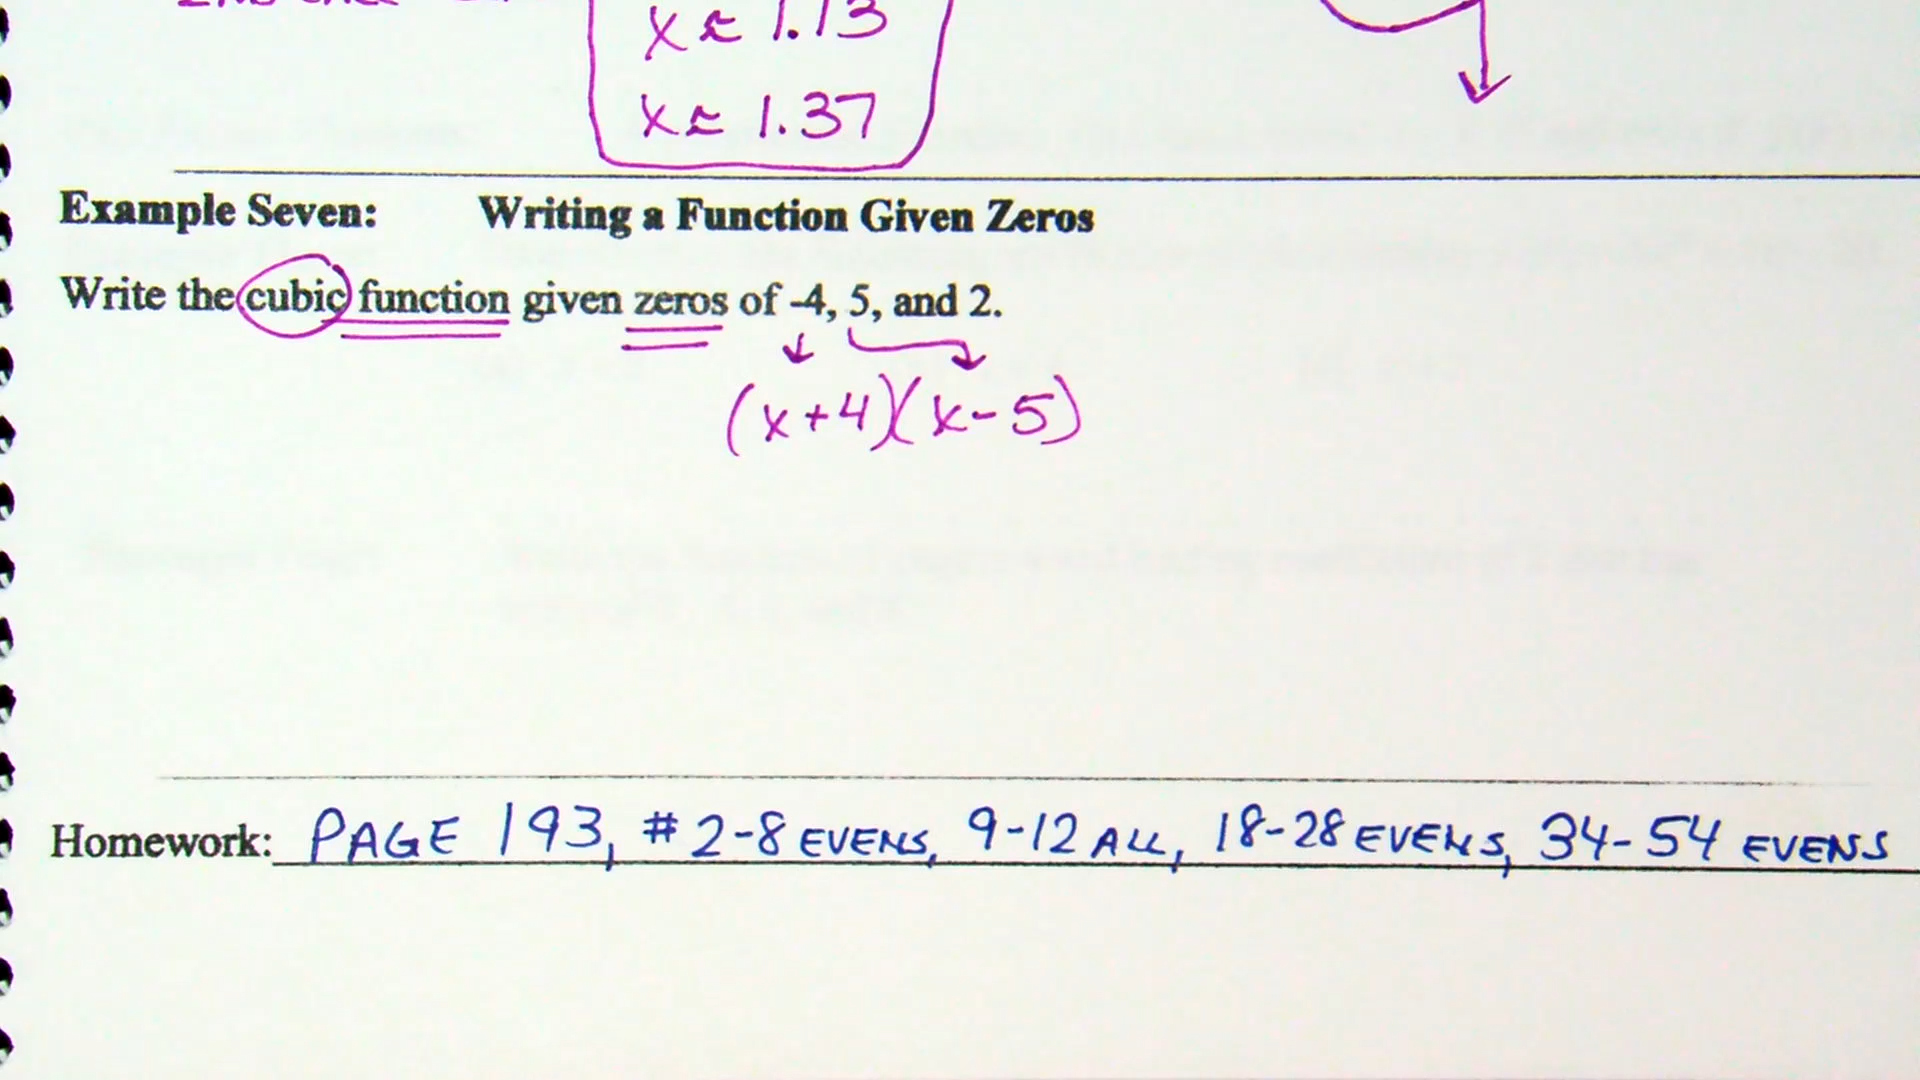 x ≈ 1.13
x ≈ 1.37
Example Seven: Writing a Function Given Zeros
Write the cubic function given zeros of -4, 5, and 2.
(x+4)(x-5)
Homework: PAGE 193, #2-8 EVENS, 9-12 ALL, 18-28 EVENS, 34-54 EVENS